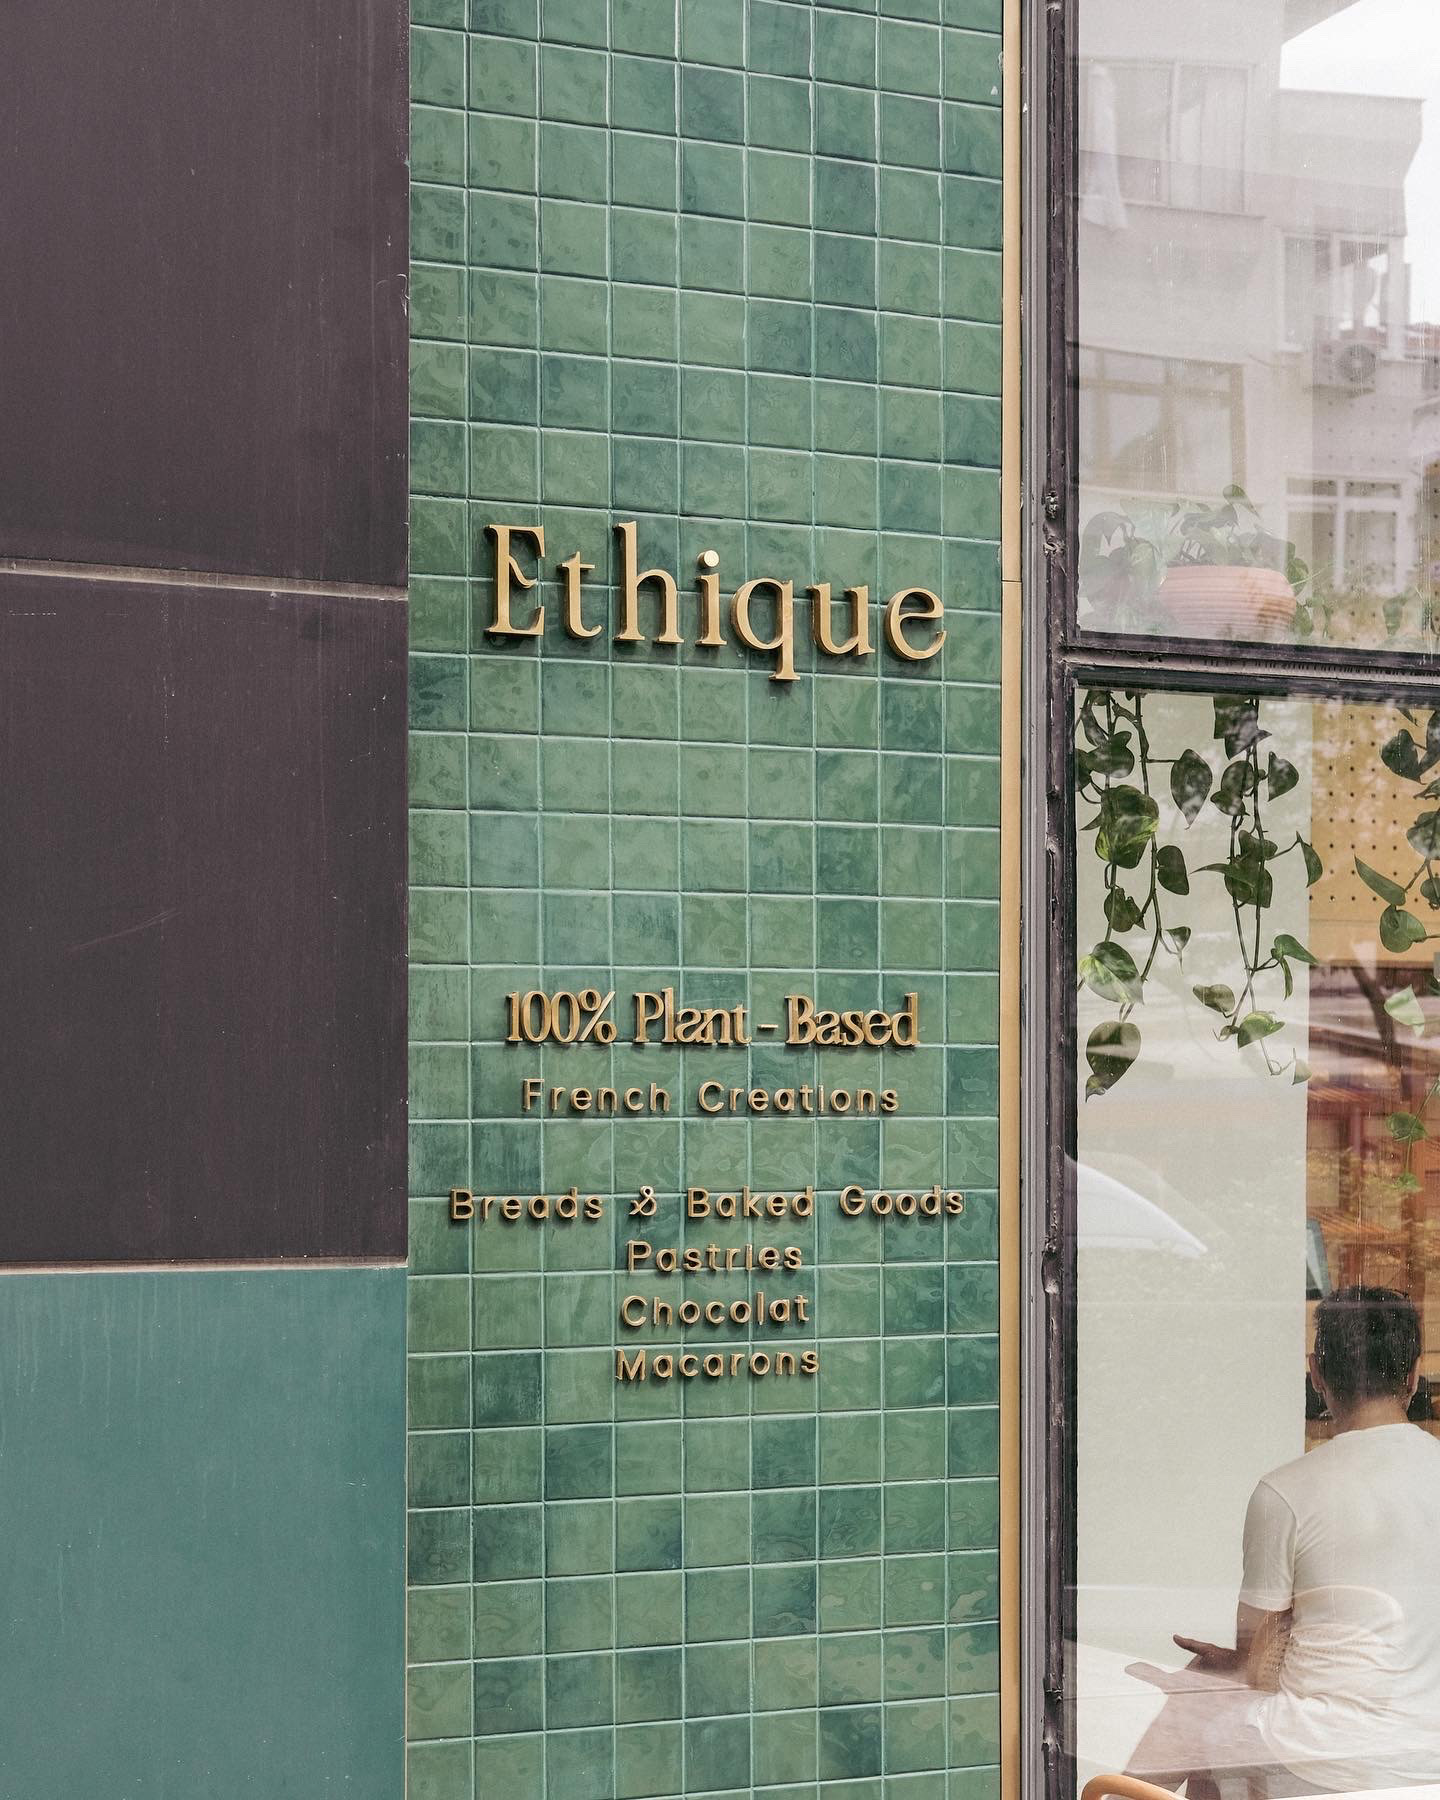 Ethique
100% Plant-Based
French Creations
Breads & Baked Goods
Pastries
Chocolat
Macarons